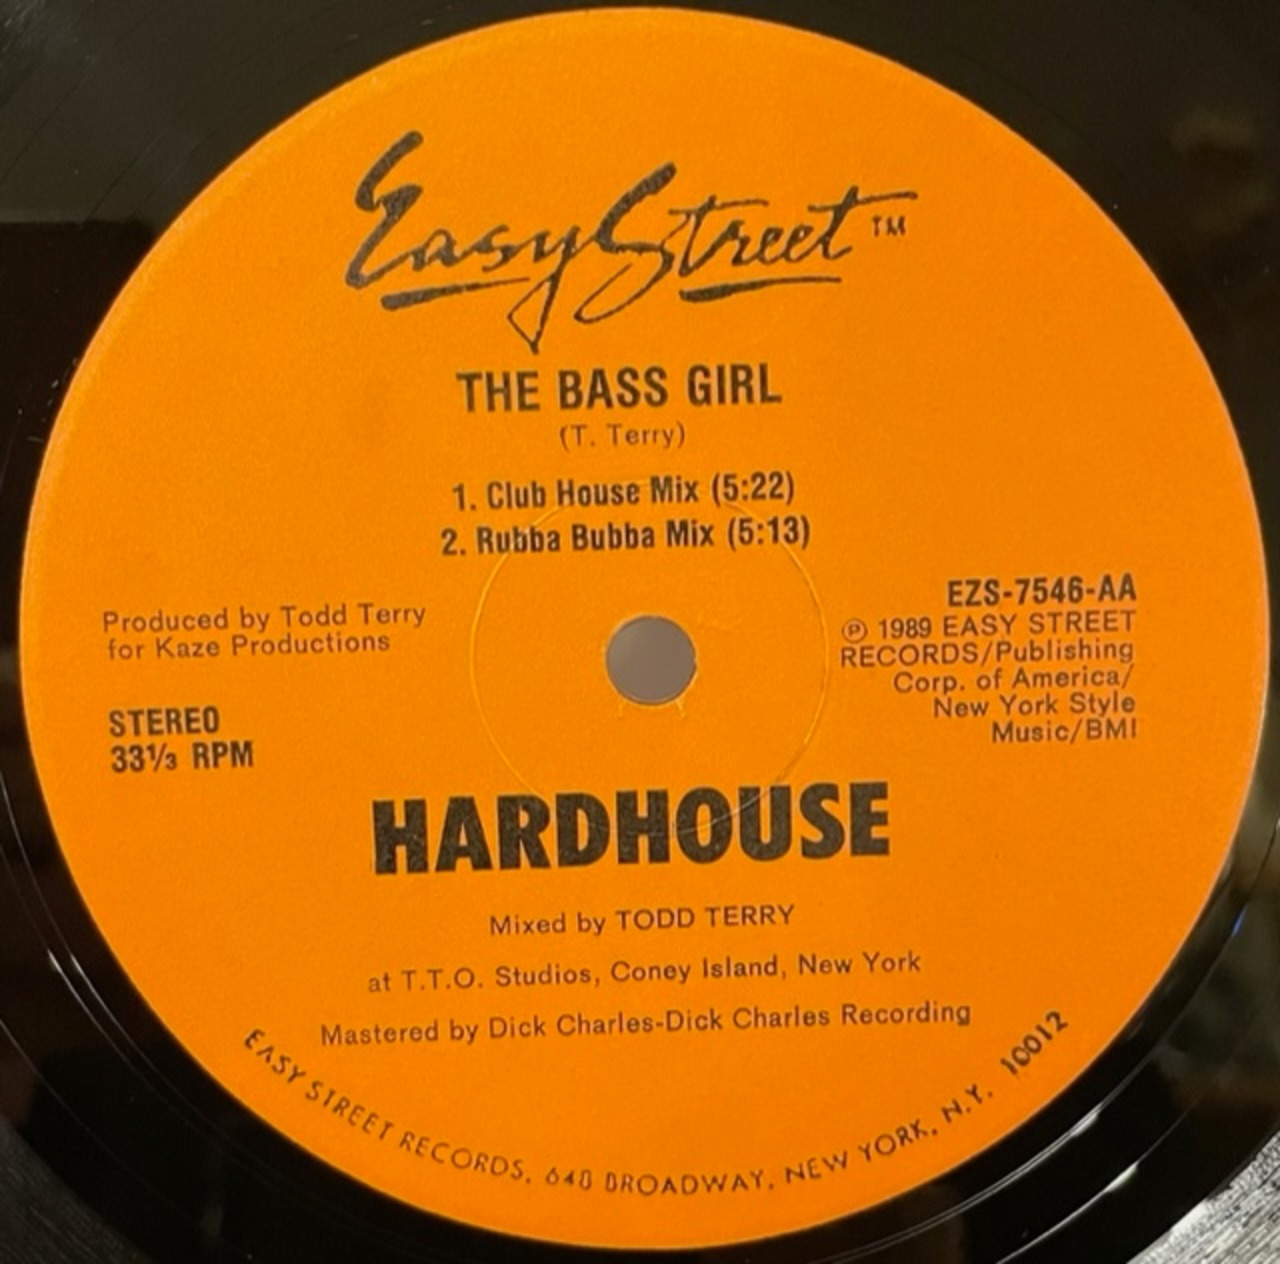 Easy Street ™
THE BASS GIRL
(T. Terry)
1. Club House Mix (5:22)
2. Rubba Bubba Mix (5:13)
Produced by Todd Terry
for Kaze Productions
STEREO
33⅓ RPM
EZS-7546-AA
℗ 1989 EASY STREET
RECORDS/Publishing
Corp. of America/
New York Style
Music/BMI
HARDHOUSE
Mixed by TODD TERRY
at T.T.O. Studios, Coney Island, New York
Mastered by Dick Charles-Dick Charles Recording
EASY STREET RECORDS, 640 BROADWAY, NEW YORK, N.Y. 10012